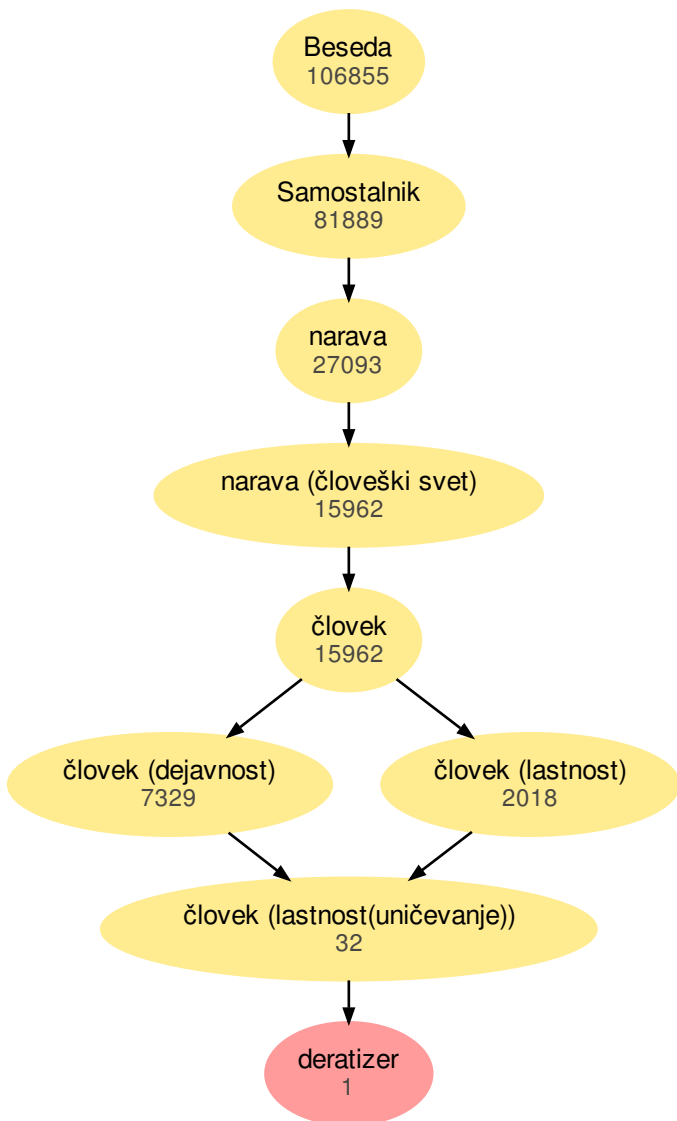 Beseda
106855
Samostalnik
81889
narava
27093
narava (človeški svet)
15962
človek
15962
človek (dejavnost)
7329
človek (lastnost)
2018
človek (lastnost(uničevanje))
32
deratizer
1